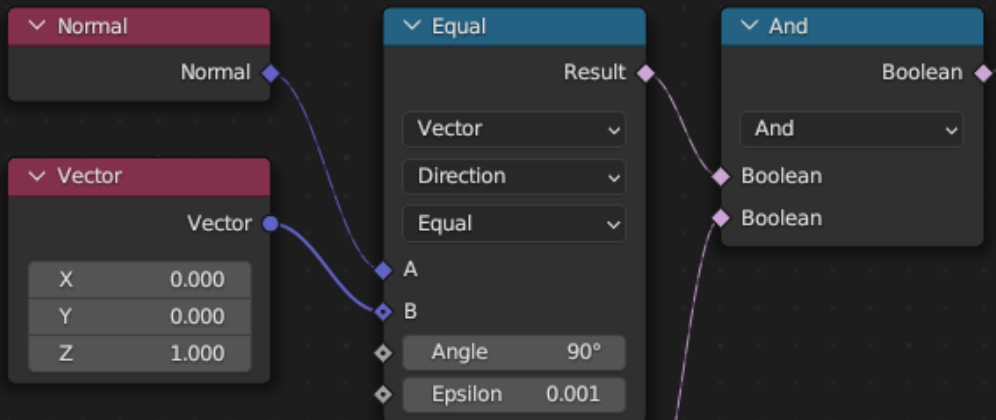 Normal
Normal
Vector
Vector
X 0.000
Y 0.000
Z 1.000
Equal
Result
Vector
Direction
Equal
A
B
Angle 90°
Epsilon 0.001
And
Boolean
And
Boolean
Boolean